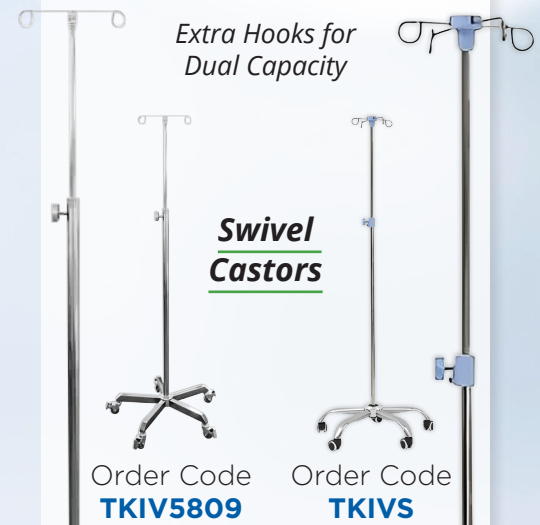 Extra Hooks for
Dual Capacity
Swivel
Castors
Order Code
TKIV5809
Order Code
TKIVS